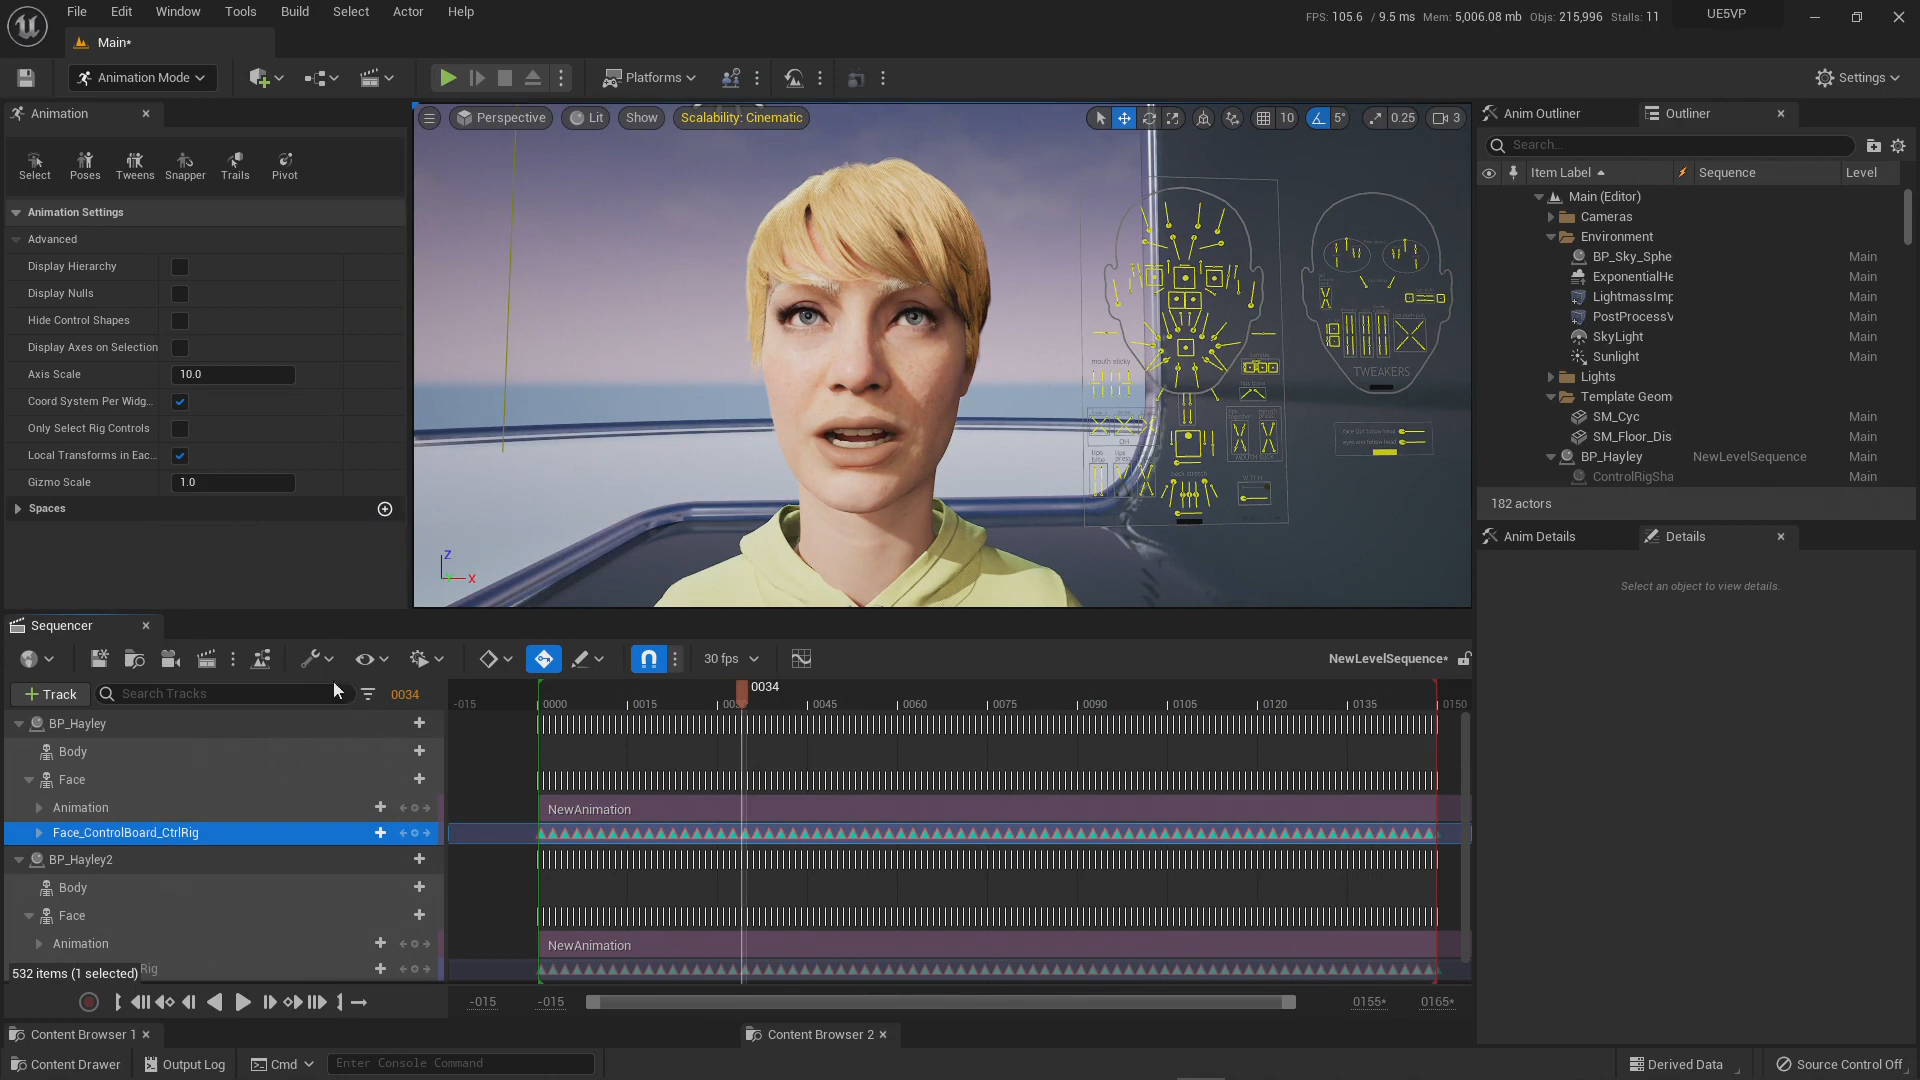 File Edit Window Tools Build Select Actor Help
FPS: 105.6 / 9.5 ms Mem: 5,006.08 mb Objs: 215,996 Stalls: 11
UE5VP
Main*
Animation Mode
Platforms
Settings
Animation
Select Poses Tweens Snapper Trails Pivot
Animation Settings
Advanced
Display Hierarchy
Display Nulls
Hide Control Shapes
Display Axes on Selection
Axis Scale 10.0
Coord System Per Widg...
Only Select Rig Controls
Local Transforms in Eac...
Gizmo Scale 1.0
Spaces
Perspective Lit Show Scalability: Cinematic
10 5° 0.25 3
mouth sticky
TWEAKERS
Z
X
Anim Outliner Outliner
Search...
Item Label Sequence Level
Main (Editor)
Cameras
Environment
BP_Sky_Sphe Main
ExponentialHe Main
LightmassImp Main
PostProcessV Main
SkyLight Main
Sunlight Main
Lights
Template Geom
SM_Cyc Main
SM_Floor_Dis Main
BP_Hayley NewLevelSequence Main
ControlRigSha Main
182 actors
Anim Details Details
Select an object to view details.
Sequencer
30 fps
NewLevelSequence*
Track Search Tracks 0034
0034
-015 0000 0015 003 0045 0060 0075 0090 0105 0120 0135 0150
BP_Hayley
Body
Face
Animation
NewAnimation
Face_ControlBoard_CtrlRig
BP_Hayley2
Body
Face
Animation
NewAnimation
532 items (1 selected) Rig
-015 -015 0155* 0165*
Content Browser 1 Content Browser 2
Content Drawer Output Log Cmd Enter Console Command
Derived Data Source Control Off